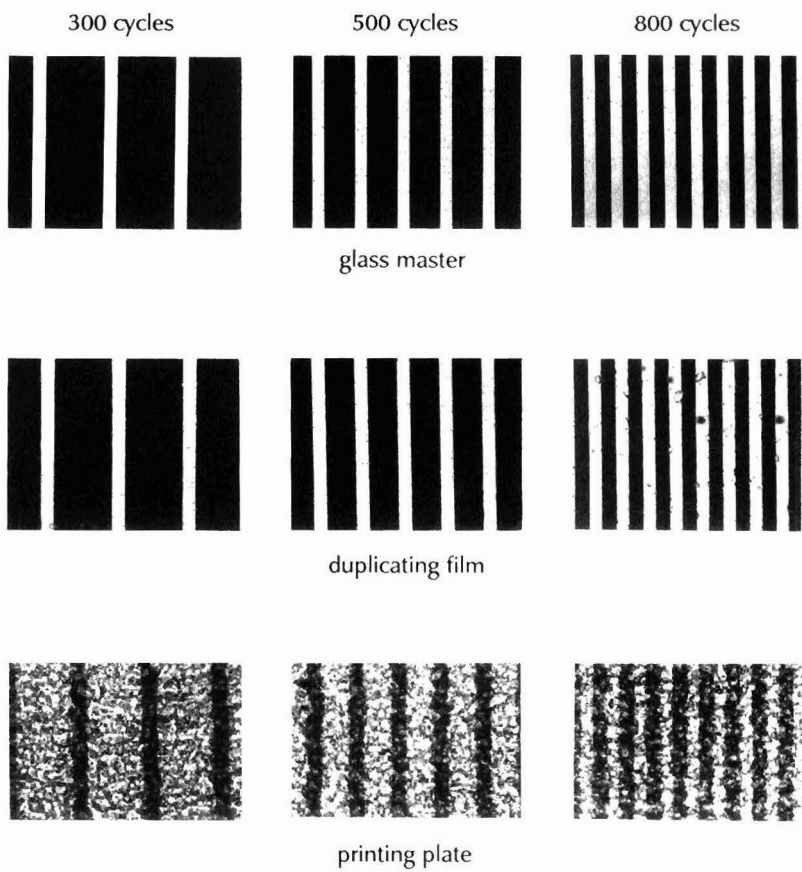 300 cycles
500 cycles
800 cycles
glass master
duplicating film
printing plate